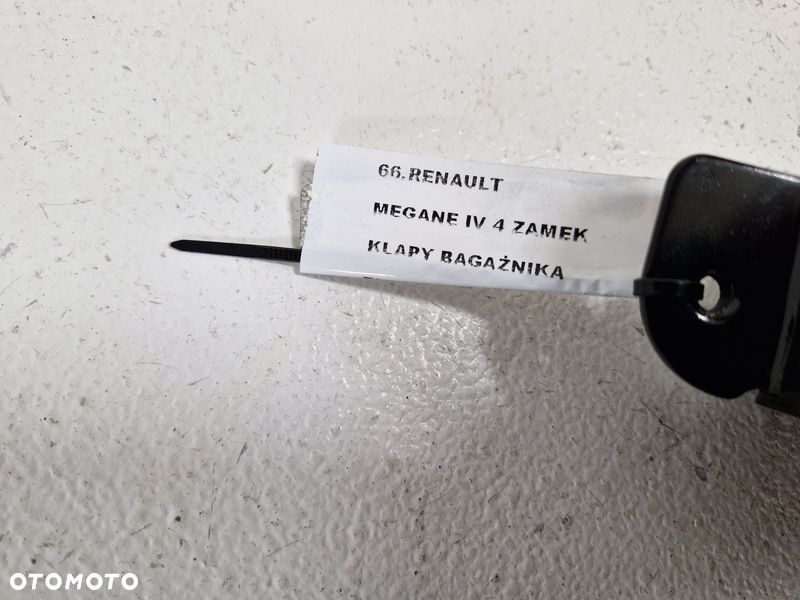 66.RENAULT
MEGANE IV 4 ZAMEK
KLAPY BAGAŻNIKA
OTOMOTO